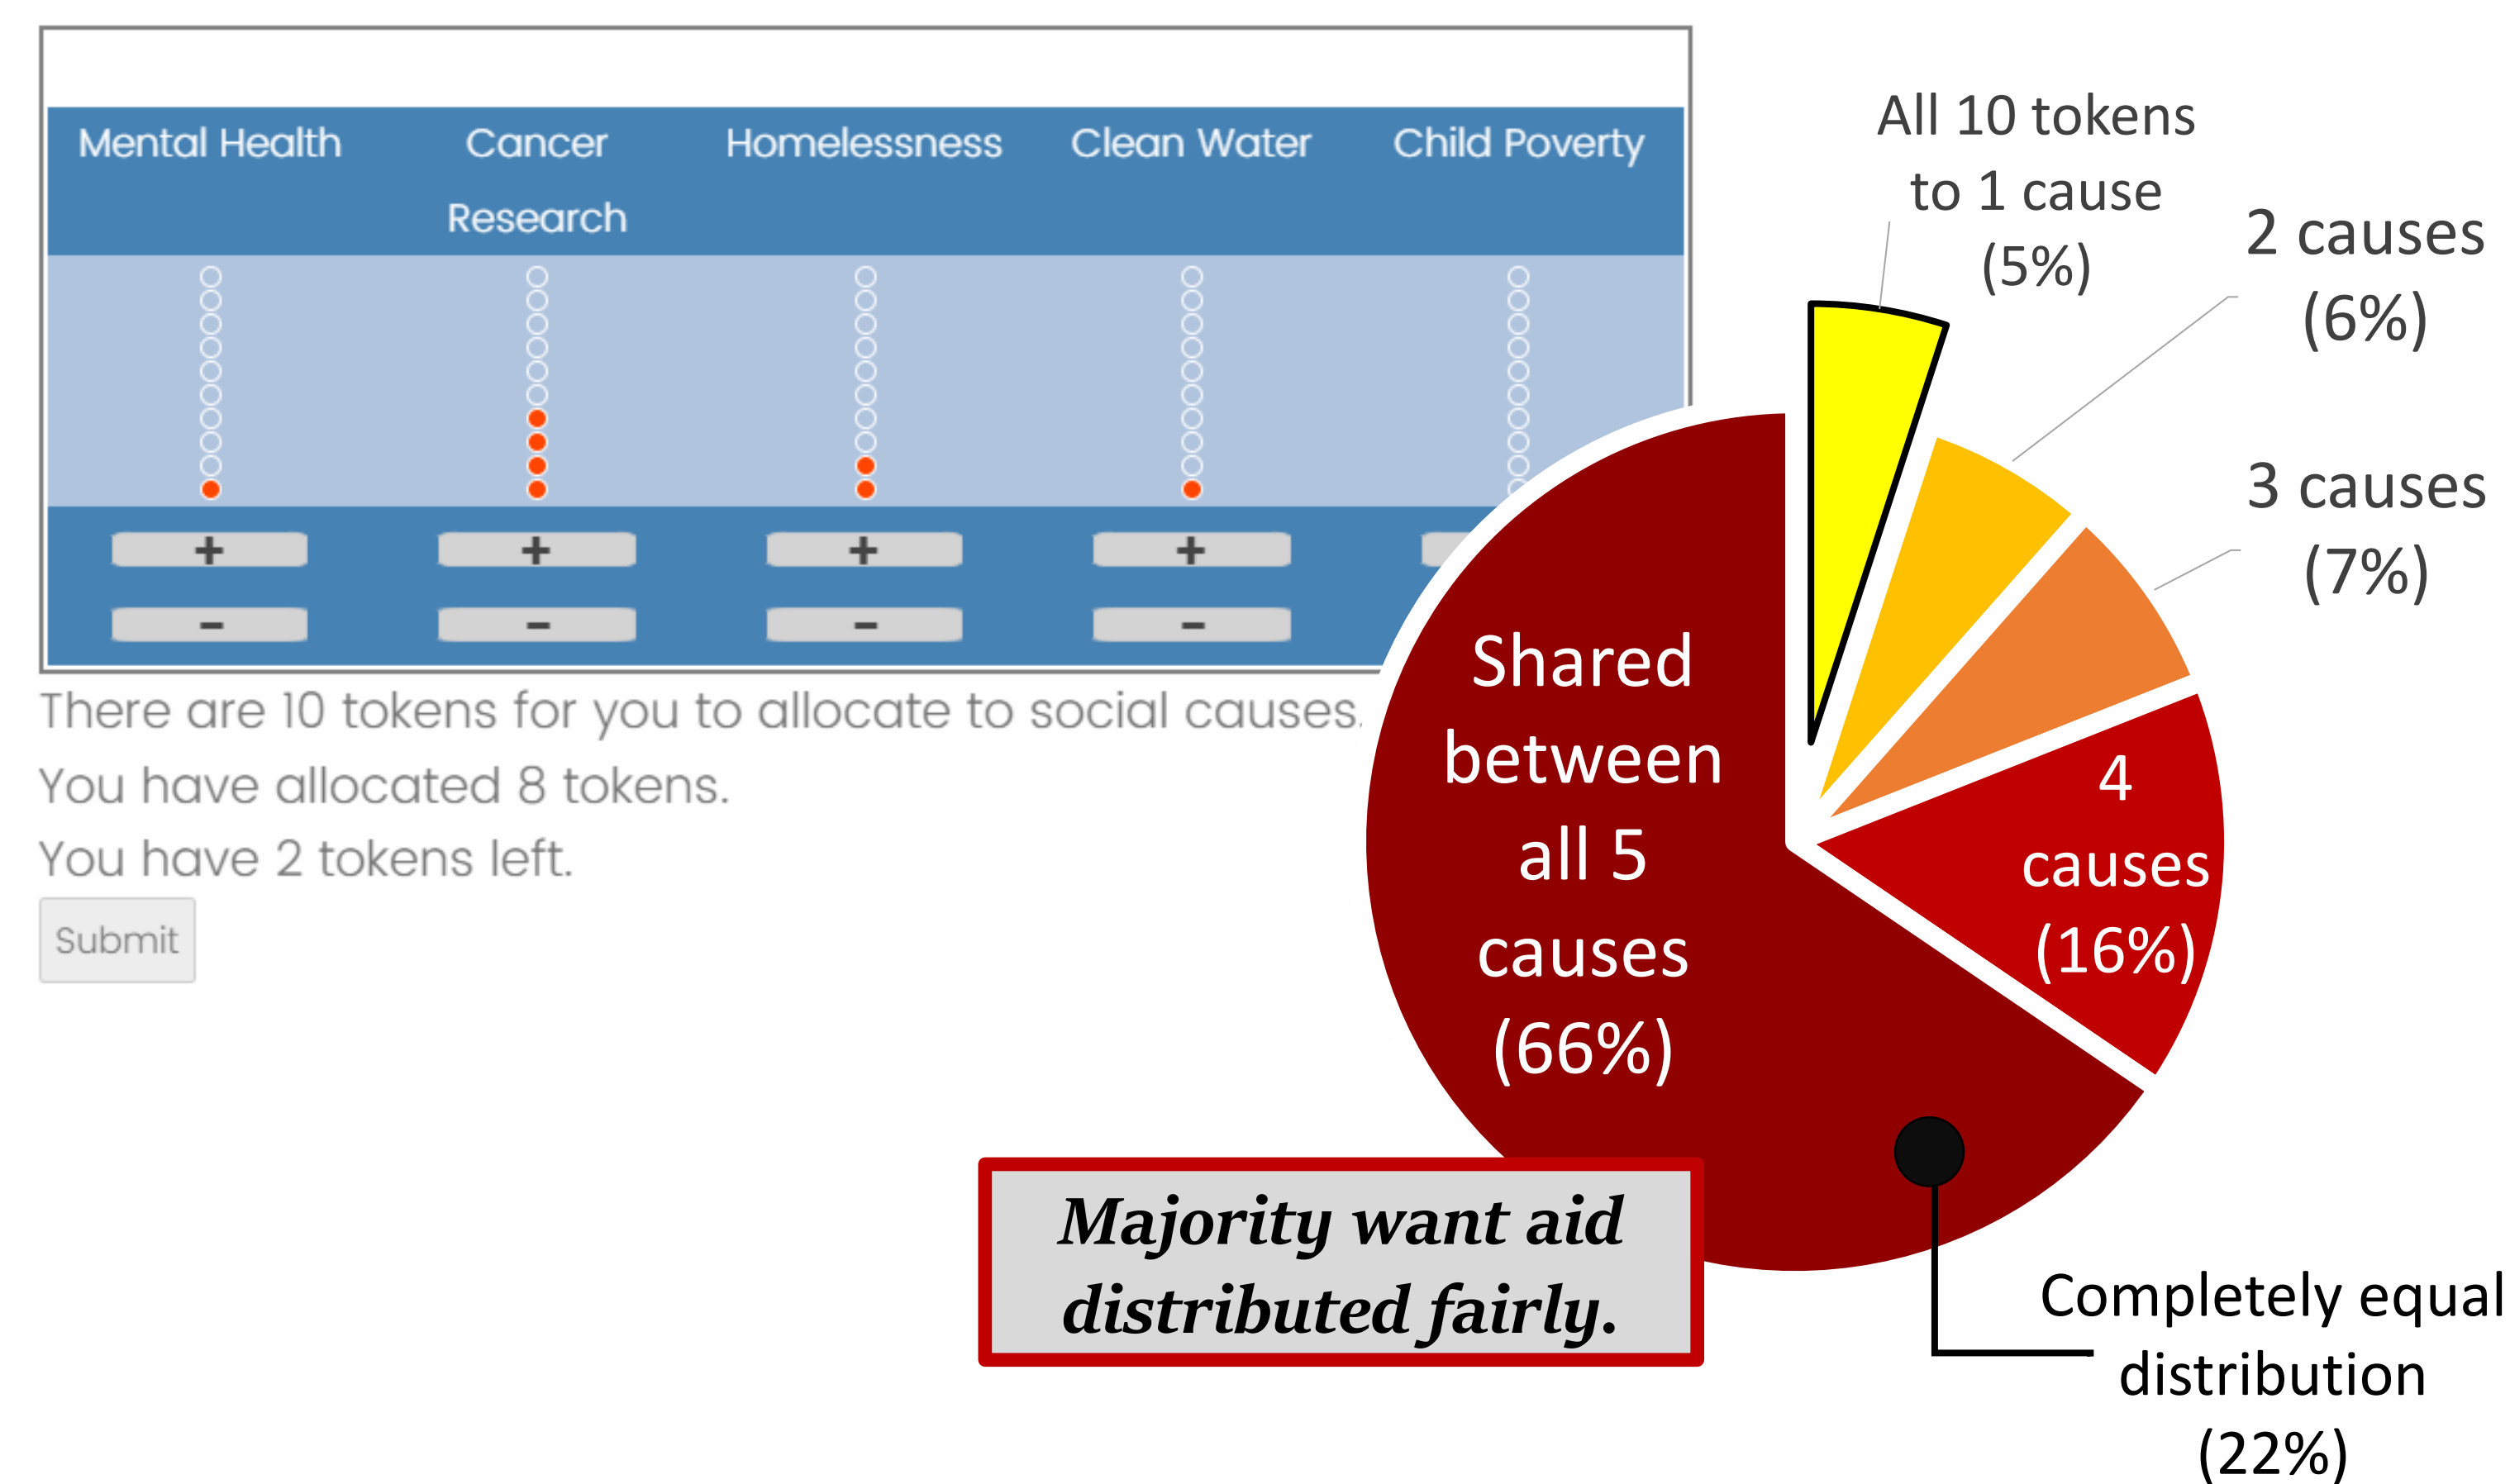 Mental Health
Cancer
Research
Homelessness
Clean Water
Child Poverty
+ + + +
- - - -
There are 10 tokens for you to allocate to social causes.
You have allocated 8 tokens.
You have 2 tokens left.
Submit
All 10 tokens
to 1 cause
(5%)
2 causes
(6%)
3 causes
(7%)
4
causes
(16%)
Shared
between
all 5
causes
(66%)
Majority want aid
distributed fairly.
Completely equal
distribution
(22%)